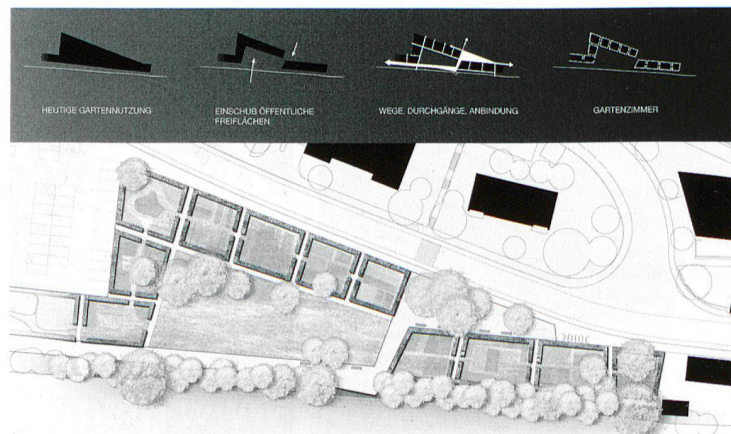 HEUTIGE GARTENNUTZUNG
EINSCHUB ÖFFENTLICHE
FREIFLÄCHEN
WEGE, DURCHGÄNGE, ANBINDUNG
GARTENZIMMER